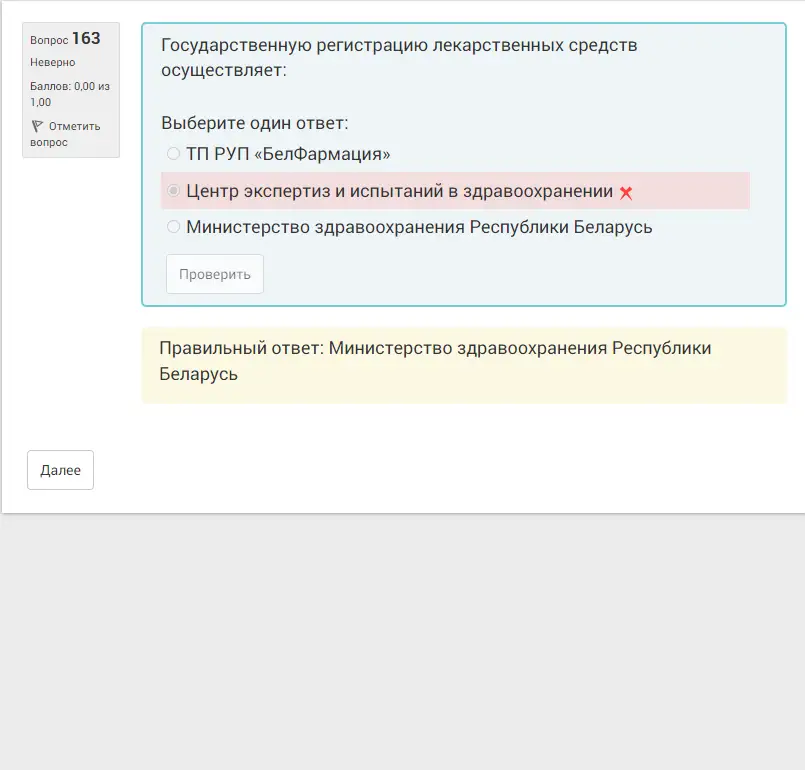 Вопрос 163
Неверно
Баллов: 0,00 из
1,00
Отметить
вопрос
Государственную регистрацию лекарственных средств
осуществляет:
Выберите один ответ:
ТП РУП «БелФармация»
Центр экспертиз и испытаний в здравоохранении
Министерство здравоохранения Республики Беларусь
Проверить
Правильный ответ: Министерство здравоохранения Республики
Беларусь
Далее